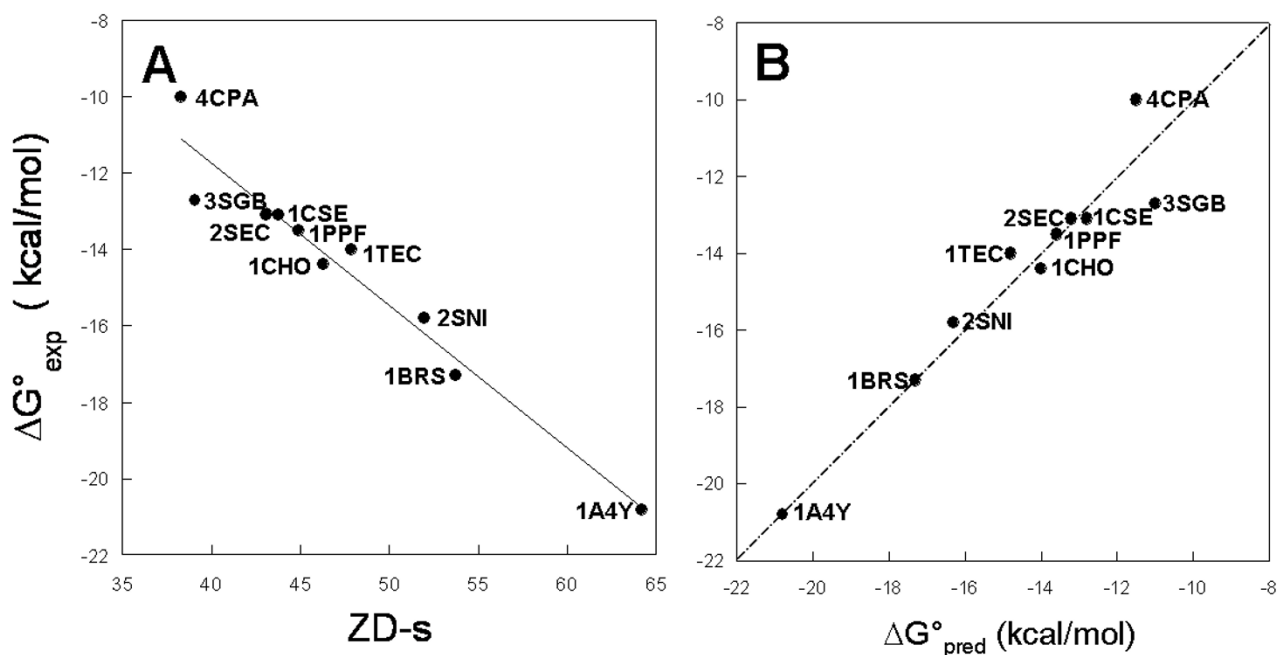 A
-8
-10
-12
-14
-16
-18
-20
-22
ΔG°exp ( kcal/mol)
4CPA
3SGB
1CSE
2SEC
1PPF
1TEC
1CHO
2SNI
1BRS
1A4Y
35 40 45 50 55 60 65
ZD-s
B
-8
-10
-12
-14
-16
-18
-20
-22
4CPA
3SGB
2SEC
1CSE
1PPF
1TEC
1CHO
2SNI
1BRS
1A4Y
-22 -20 -18 -16 -14 -12 -10 -8
ΔG°pred (kcal/mol)